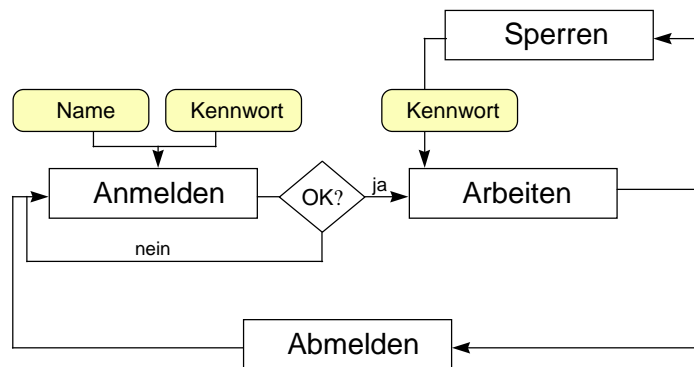 Sperren
Name
Kennwort
Kennwort
Anmelden
OK?
ja
Arbeiten
nein
Abmelden